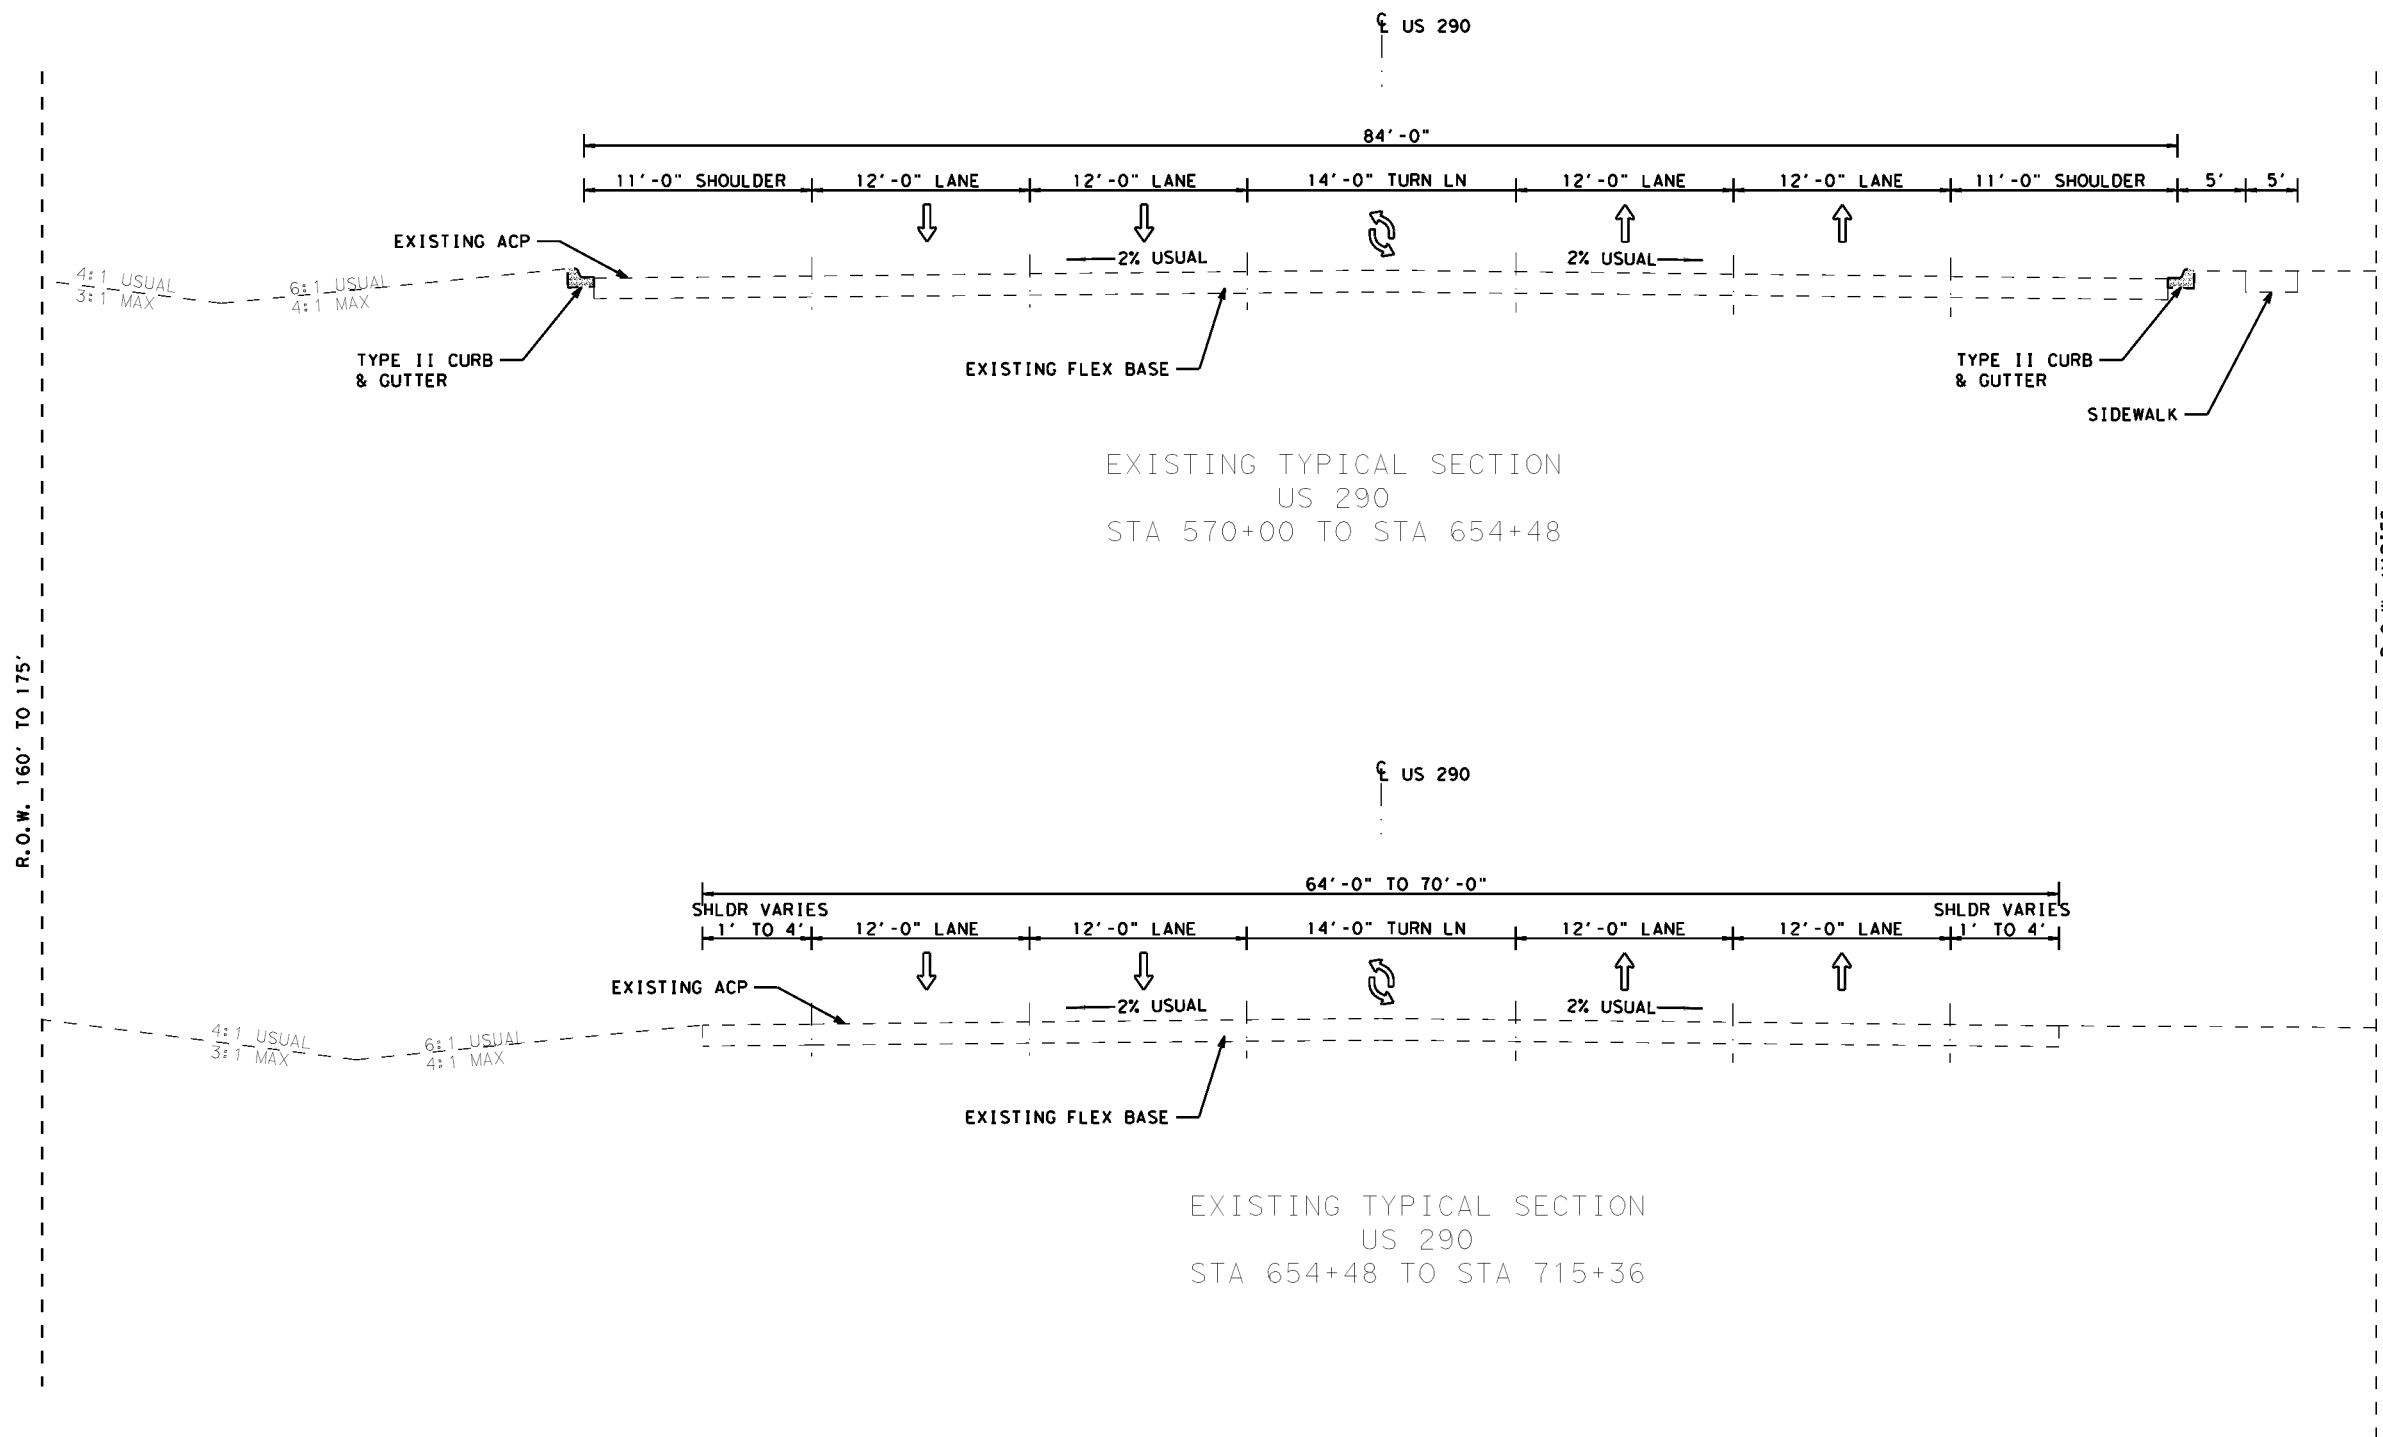 ℄ US 290
84'-0"
11'-0" SHOULDER 12'-0" LANE 12'-0" LANE 14'-0" TURN LN 12'-0" LANE 12'-0" LANE 11'-0" SHOULDER 5' 5'
EXISTING ACP
2% USUAL 2% USUAL
4:1 USUAL
3:1 MAX
6:1 USUAL
4:1 MAX
TYPE II CURB
& GUTTER
EXISTING FLEX BASE
TYPE II CURB
& GUTTER
SIDEWALK
EXISTING TYPICAL SECTION
US 290
STA 570+00 TO STA 654+48
R.O.W. 160' TO 175'
℄ US 290
64'-0" TO 70'-0"
SHLDR VARIES
1' TO 4'
12'-0" LANE 12'-0" LANE 14'-0" TURN LN 12'-0" LANE 12'-0" LANE
SHLDR VARIES
1' TO 4'
EXISTING ACP
2% USUAL 2% USUAL
4:1 USUAL
3:1 MAX
6:1 USUAL
4:1 MAX
EXISTING FLEX BASE
EXISTING TYPICAL SECTION
US 290
STA 654+48 TO STA 715+36